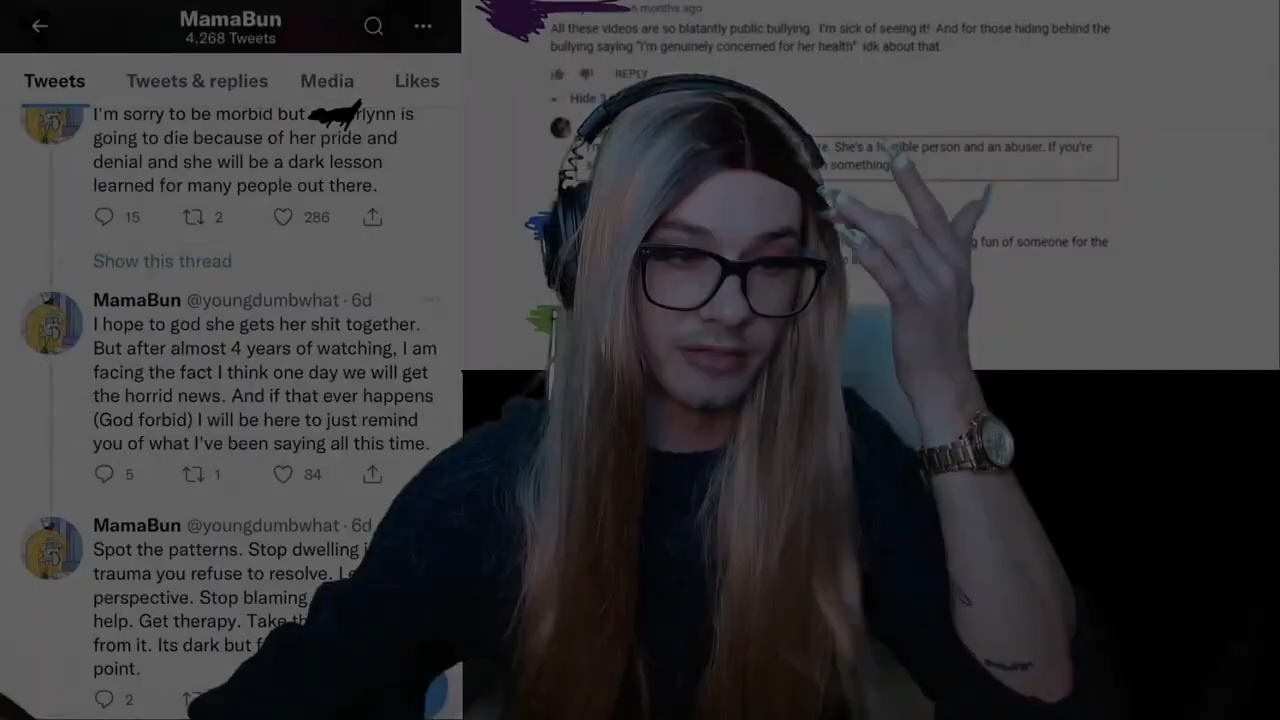 MamaBun
4,268 Tweets
Tweets
Tweets & replies
Media
Likes
I'm sorry to be morbid but rlynn is
going to die because of her pride and
denial and she will be a dark lesson
learned for many people out there.
15
2
286
Show this thread
MamaBun @youngdumbwhat · 6d
I hope to god she gets her shit together.
But after almost 4 years of watching, I am
facing the fact I think one day we will get
the horrid news. And if that ever happens
(God forbid) I will be here to just remind
you of what I've been saying all this time.
5
1
84
MamaBun @youngdumbwhat · 6d
Spot the patterns. Stop dwelling
trauma you refuse to resolve.
perspective. Stop blaming
help. Get therapy. Take
from it. Its dark but
point.
2
months ago
All these videos are so blatantly public bullying. I'm sick of seeing it! And for those hiding behind the
bullying saying "I'm genuinely concerned for her health" idk about that.
REPLY
Hide
She's a person and an abuser. If you're
something
fun of someone for the